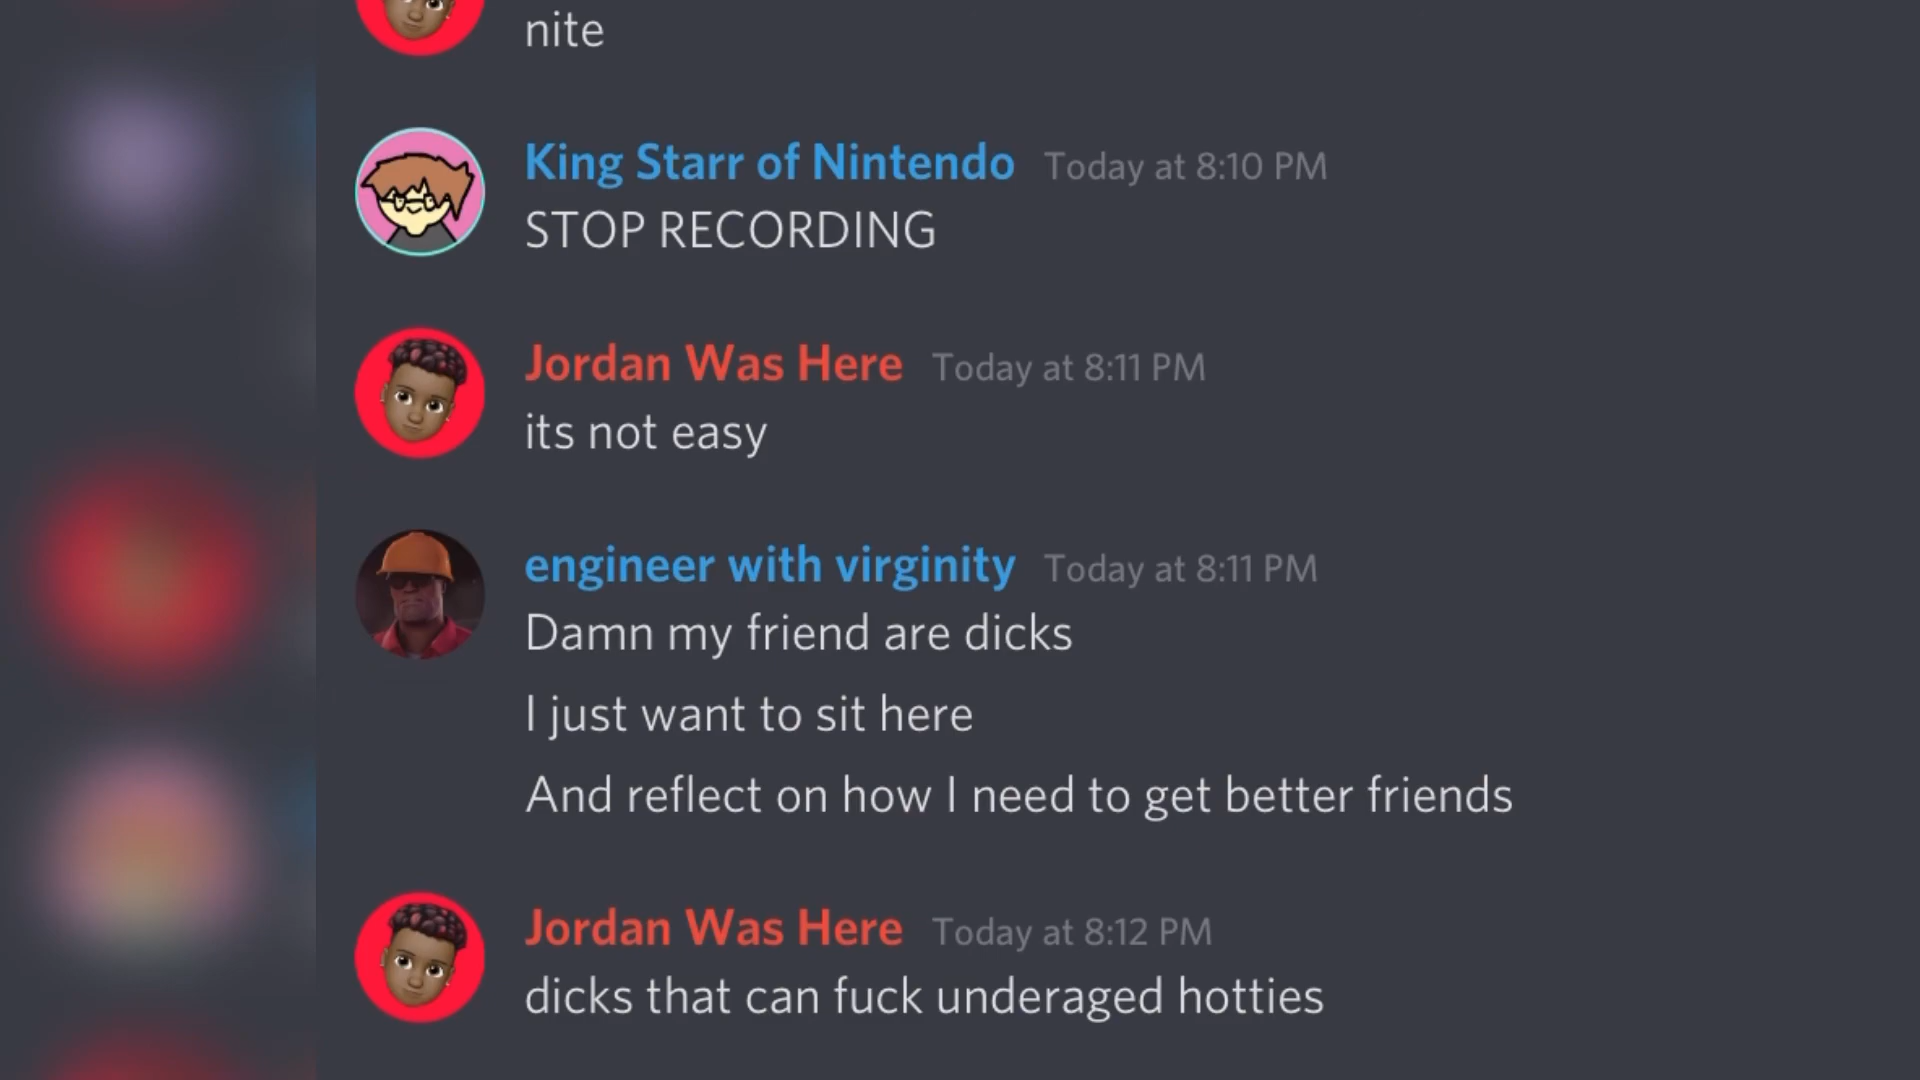 nite
King Starr of Nintendo Today at 8:10 PM
STOP RECORDING
Jordan Was Here Today at 8:11 PM
its not easy
engineer with virginity Today at 8:11 PM
Damn my friend are dicks
I just want to sit here
And reflect on how I need to get better friends
Jordan Was Here Today at 8:12 PM
dicks that can fuck underaged hotties